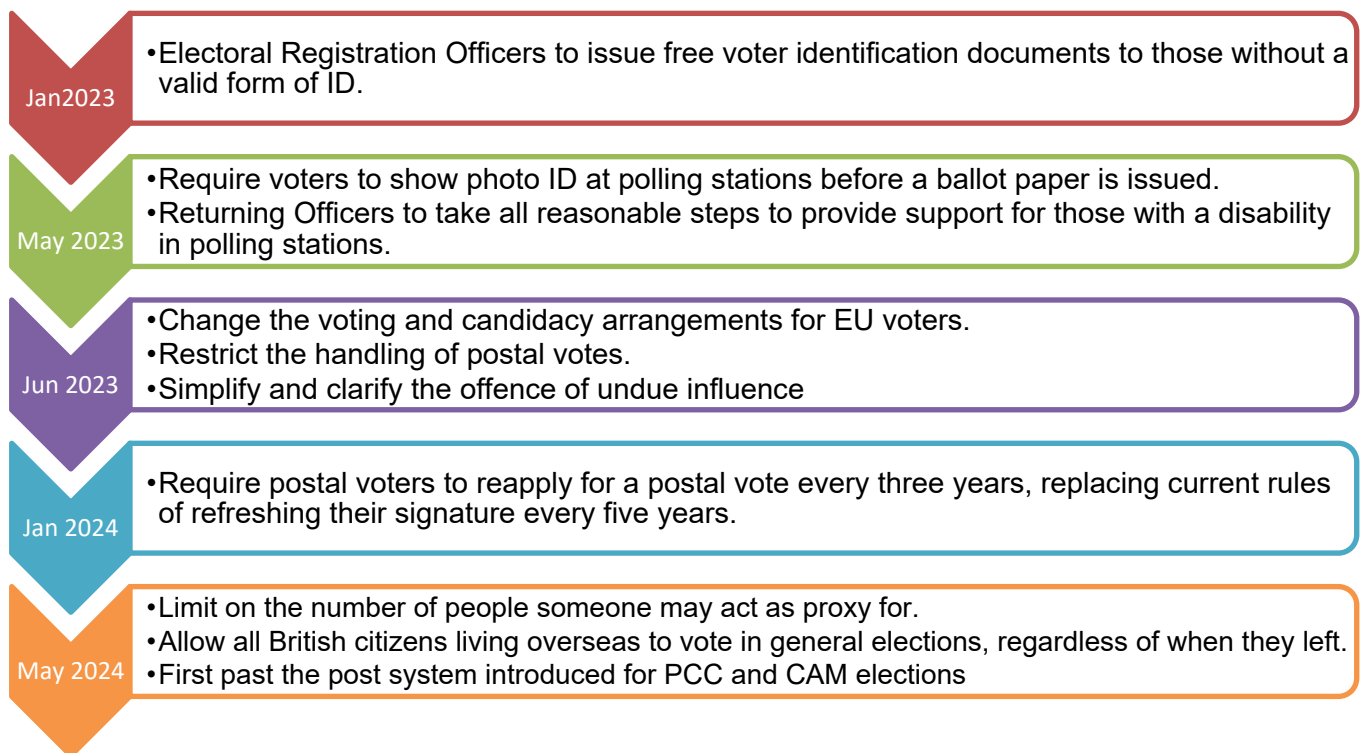 Jan2023
•Electoral Registration Officers to issue free voter identification documents to those without a
valid form of ID.
May 2023
•Require voters to show photo ID at polling stations before a ballot paper is issued.
•Returning Officers to take all reasonable steps to provide support for those with a disability
in polling stations.
Jun 2023
•Change the voting and candidacy arrangements for EU voters.
•Restrict the handling of postal votes.
•Simplify and clarify the offence of undue influence
Jan 2024
•Require postal voters to reapply for a postal vote every three years, replacing current rules
of refreshing their signature every five years.
May 2024
•Limit on the number of people someone may act as proxy for.
•Allow all British citizens living overseas to vote in general elections, regardless of when they left.
•First past the post system introduced for PCC and CAM elections